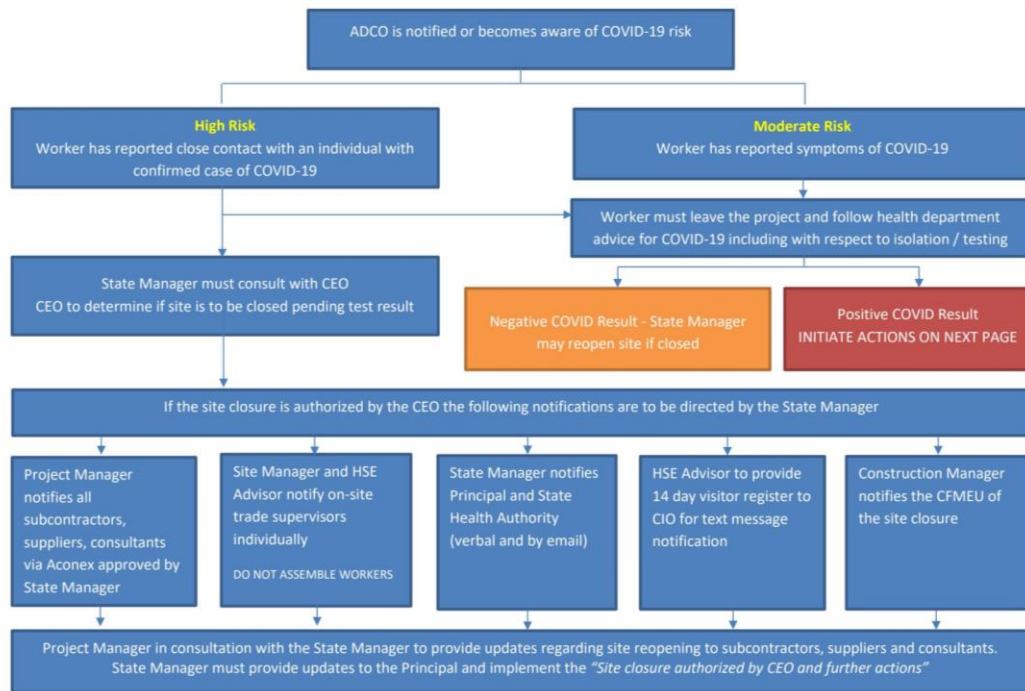 ADCO is notified or becomes aware of COVID-19 risk
High Risk
Worker has reported close contact with an individual with
confirmed case of COVID-19
Moderate Risk
Worker has reported symptoms of COVID-19
Worker must leave the project and follow health department
advice for COVID-19 including with respect to isolation / testing
State Manager must consult with CEO
CEO to determine if site is to be closed pending test result
Negative COVID Result - State Manager
may reopen site if closed
Positive COVID Result
INITIATE ACTIONS ON NEXT PAGE
If the site closure is authorized by the CEO the following notifications are to be directed by the State Manager
Project Manager
notifies all
subcontractors,
suppliers, consultants
via Aconex approved by
State Manager
Site Manager and HSE
Advisor notify on-site
trade supervisors
individually
DO NOT ASSEMBLE WORKERS
State Manager notifies
Principal and State
Health Authority
(verbal and by email)
HSE Advisor to provide
14 day visitor register to
CIO for text message
notification
Construction Manager
notifies the CFMEU of
the site closure
Project Manager in consultation with the State Manager to provide updates regarding site reopening to subcontractors, suppliers and consultants.
State Manager must provide updates to the Principal and implement the “Site closure authorized by CEO and further actions”